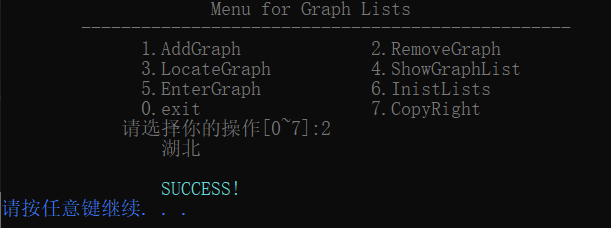 Menu for Graph Lists
-------------------------------------------------
1.AddGraph 2.RemoveGraph
3.LocateGraph 4.ShowGraphList
5.EnterGraph 6.InistLists
0.exit 7.CopyRight
请选择你的操作[0~7]:2
湖北
SUCCESS!
请按任意键继续. . .